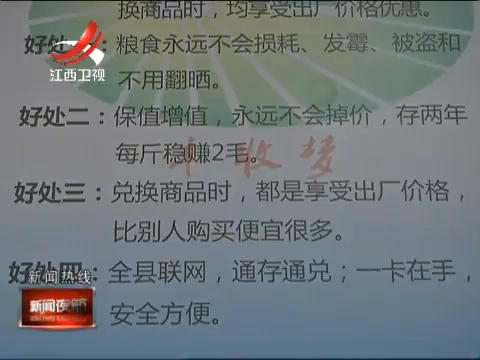 换商品时，均享受出厂价格优惠。
好处一：粮食永远不会损耗、发霉、被盗和
不用翻晒。
江西卫视
好处二：保值增值，永远不会掉价，存两年
每斤稳赚2毛。
收梦
好处三：兑换商品时，都是享受出厂价格，
比别人购买便宜很多。
好处四：全县联网，通存通兑；一卡在手，
安全方便。
新闻热线
新闻夜航